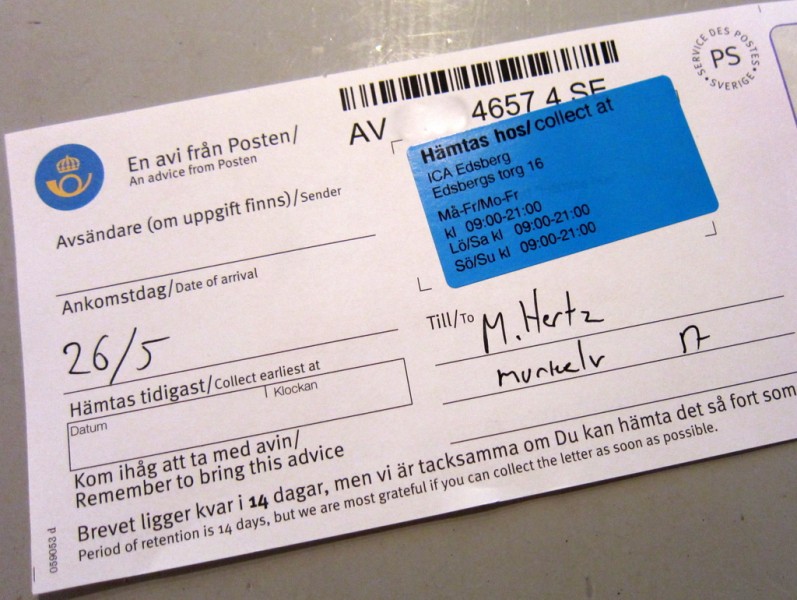 SERVICE DES POSTES
PS
• SVERIGE •
AV 4657 4 SE
En avi från Posten/
An advice from Posten
Hämtas hos/collect at
ICA Edsberg
Edsbergs torg 16
Må-Fr/Mo-Fr
kl 09:00-21:00
Lö/Sa kl 09:00-21:00
Sö/Su kl 09:00-21:00
Avsändare (om uppgift finns)/Sender
Ankomstdag/Date of arrival
26/5
Till/To M. Hertz
munkelv
Hämtas tidigast/Collect earliest at
Datum
Klockan
Kom ihåg att ta med avin/
Remember to bring this advice
Brevet ligger kvar i 14 dagar, men vi är tacksamma om Du kan hämta det så fort som
Period of retention is 14 days, but we are most grateful if you can collect the letter as soon as possible.
059053 d